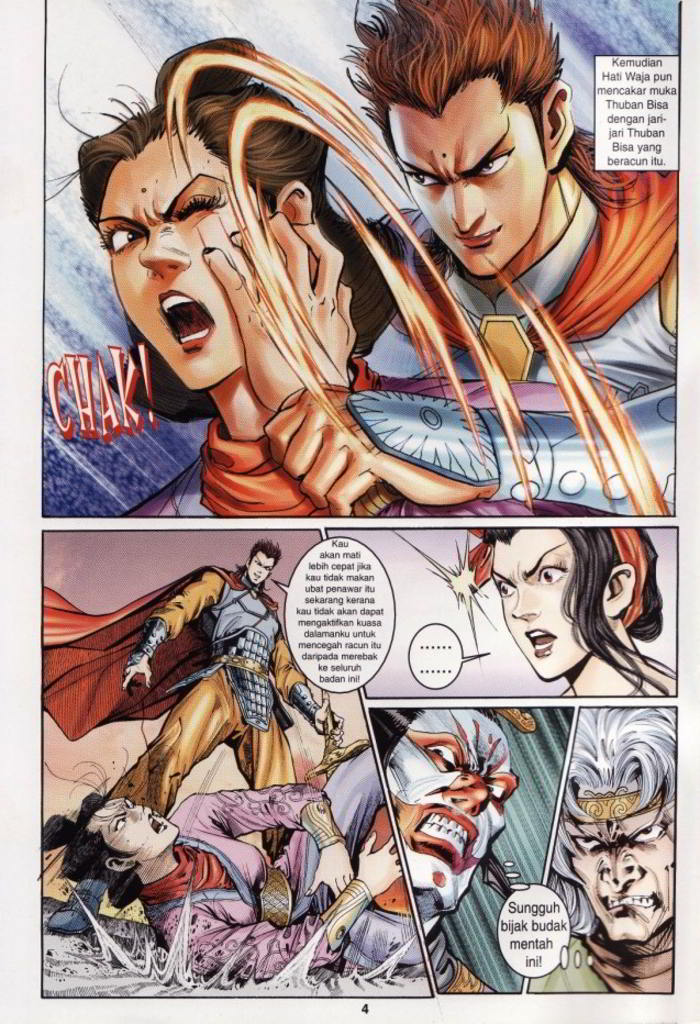 Kemudian
Hati Waja pun
mencakar muka
Thuban Bisa
dengan jari-
jari Thuban
Bisa yang
beracun itu.
CHAK!
Kau
akan mati
lebih cepat jika
kau tidak makan
ubat penawar itu
sekarang kerana
kau tidak akan dapat
mengaktifkan kuasa
dalamanku untuk
mencegah racun itu
daripada merebak
ke seluruh
badan ini!
......
......
Sungguh
bijak budak
mentah
ini!
4